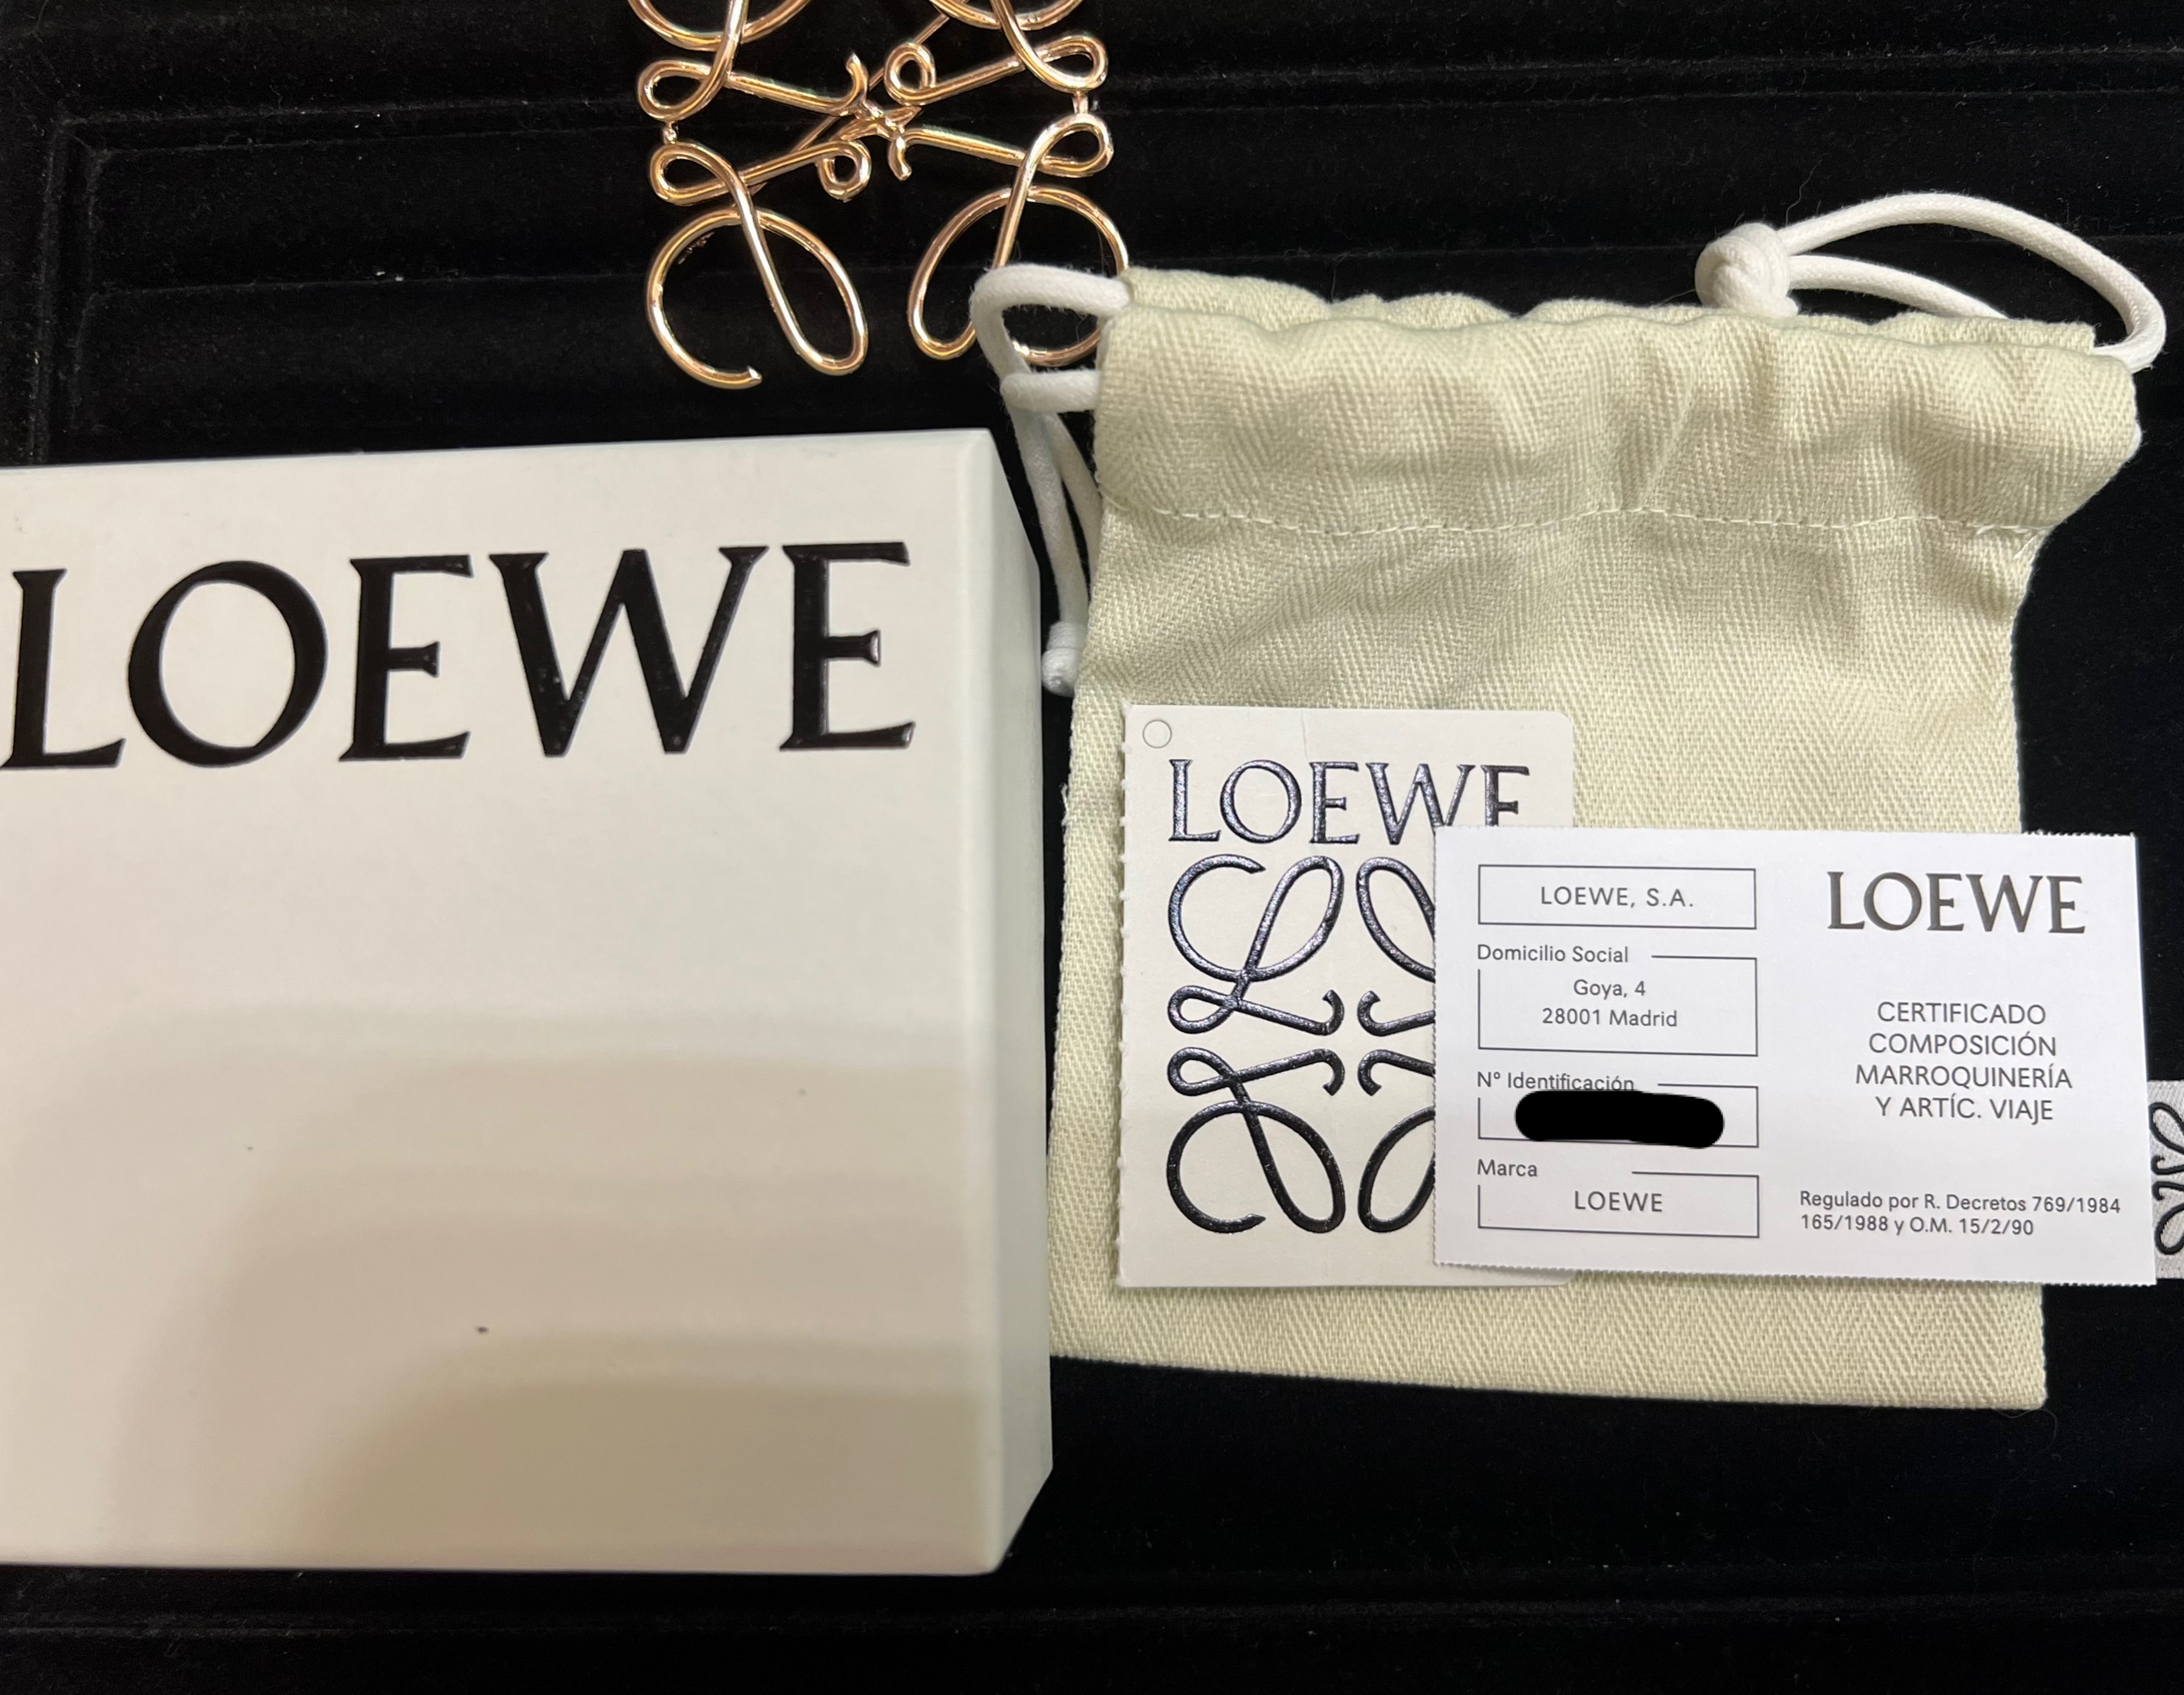 LOEWE
LOEWE
LOEWE, S.A.
Domicilio Social
Goya, 4
28001 Madrid
Nº Identificación
Marca
LOEWE
LOEWE
CERTIFICADO
COMPOSICIÓN
MARROQUINERÍA
Y ARTÍC. VIAJE
Regulado por R. Decretos 769/1984
165/1988 y O.M. 15/2/90